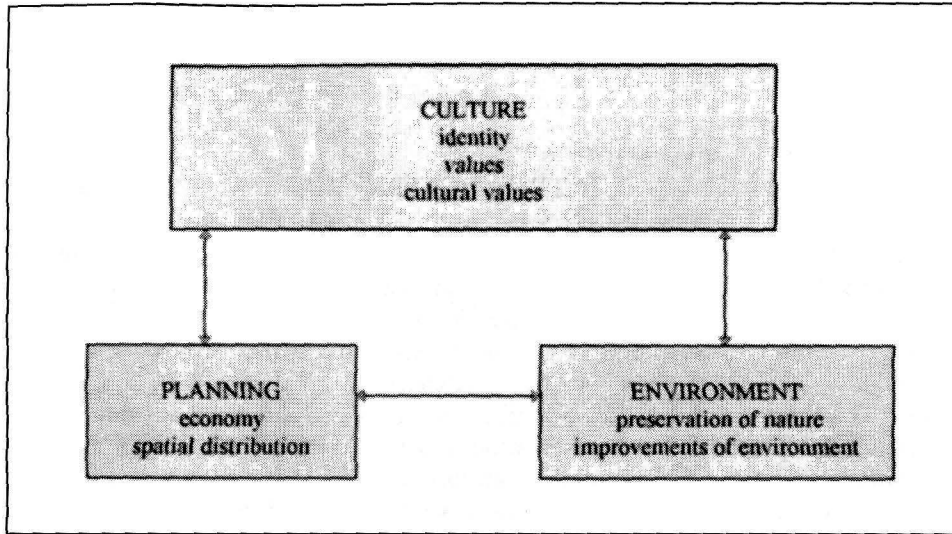 CULTURE
identity
values
cultural values
PLANNING
economy
spatial distribution
ENVIRONMENT
preservation of nature
improvements of environment